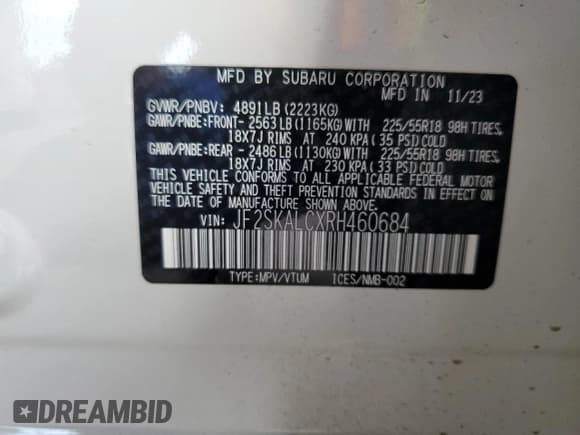 MFD BY SUBARU CORPORATION
MFD IN 11/23
GVWR/PNBV: 4891LB (2223KG)
GAWR/PNBE:FRONT- 2563LB(1165KG)WITH 225/55R18 98H TIRES,
18X7J RIMS AT 240 KPA (35 PSI)COLD
GAWR/PNBE:REAR - 2486LB(1130KG)WITH 225/55R18 98H TIRES,
18X7J RIMS AT 230 KPA (33 PSI)COLD
THIS VEHICLE CONFORMS TO ALL APPLICABLE FEDERAL MOTOR
VEHICLE SAFETY AND THEFT PREVENTION STANDARDS IN EFFECT ON
THE DATE OF MANUFACTURE SHOWN ABOVE.
VIN: JF2SKALCXRH460684
TYPE:MPV/VTUM ICES/NMB-002
DREAMBID